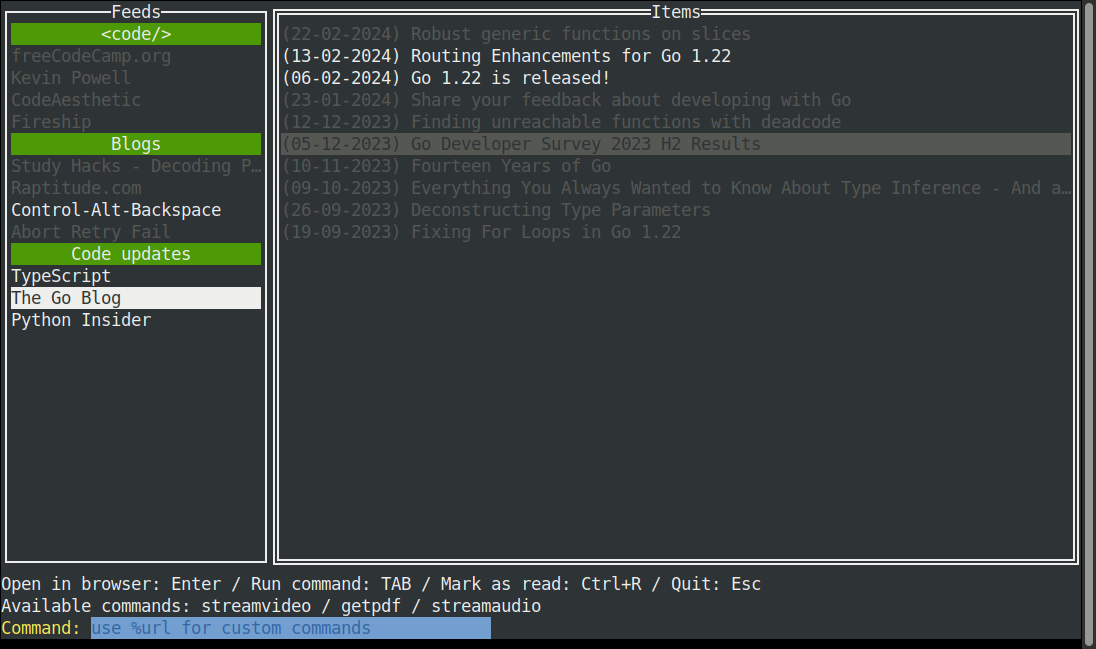 Feeds
<code/>
freeCodeCamp.org
Kevin Powell
CodeAesthetic
Fireship
Blogs
Study Hacks - Decoding P…
Raptitude.com
Control-Alt-Backspace
Abort Retry Fail
Code updates
TypeScript
The Go Blog
Python Insider
Items
(22-02-2024) Robust generic functions on slices
(13-02-2024) Routing Enhancements for Go 1.22
(06-02-2024) Go 1.22 is released!
(23-01-2024) Share your feedback about developing with Go
(12-12-2023) Finding unreachable functions with deadcode
(05-12-2023) Go Developer Survey 2023 H2 Results
(10-11-2023) Fourteen Years of Go
(09-10-2023) Everything You Always Wanted to Know About Type Inference - And a…
(26-09-2023) Deconstructing Type Parameters
(19-09-2023) Fixing For Loops in Go 1.22
Open in browser: Enter / Run command: TAB / Mark as read: Ctrl+R / Quit: Esc
Available commands: streamvideo / getpdf / streamaudio
Command: use %url for custom commands